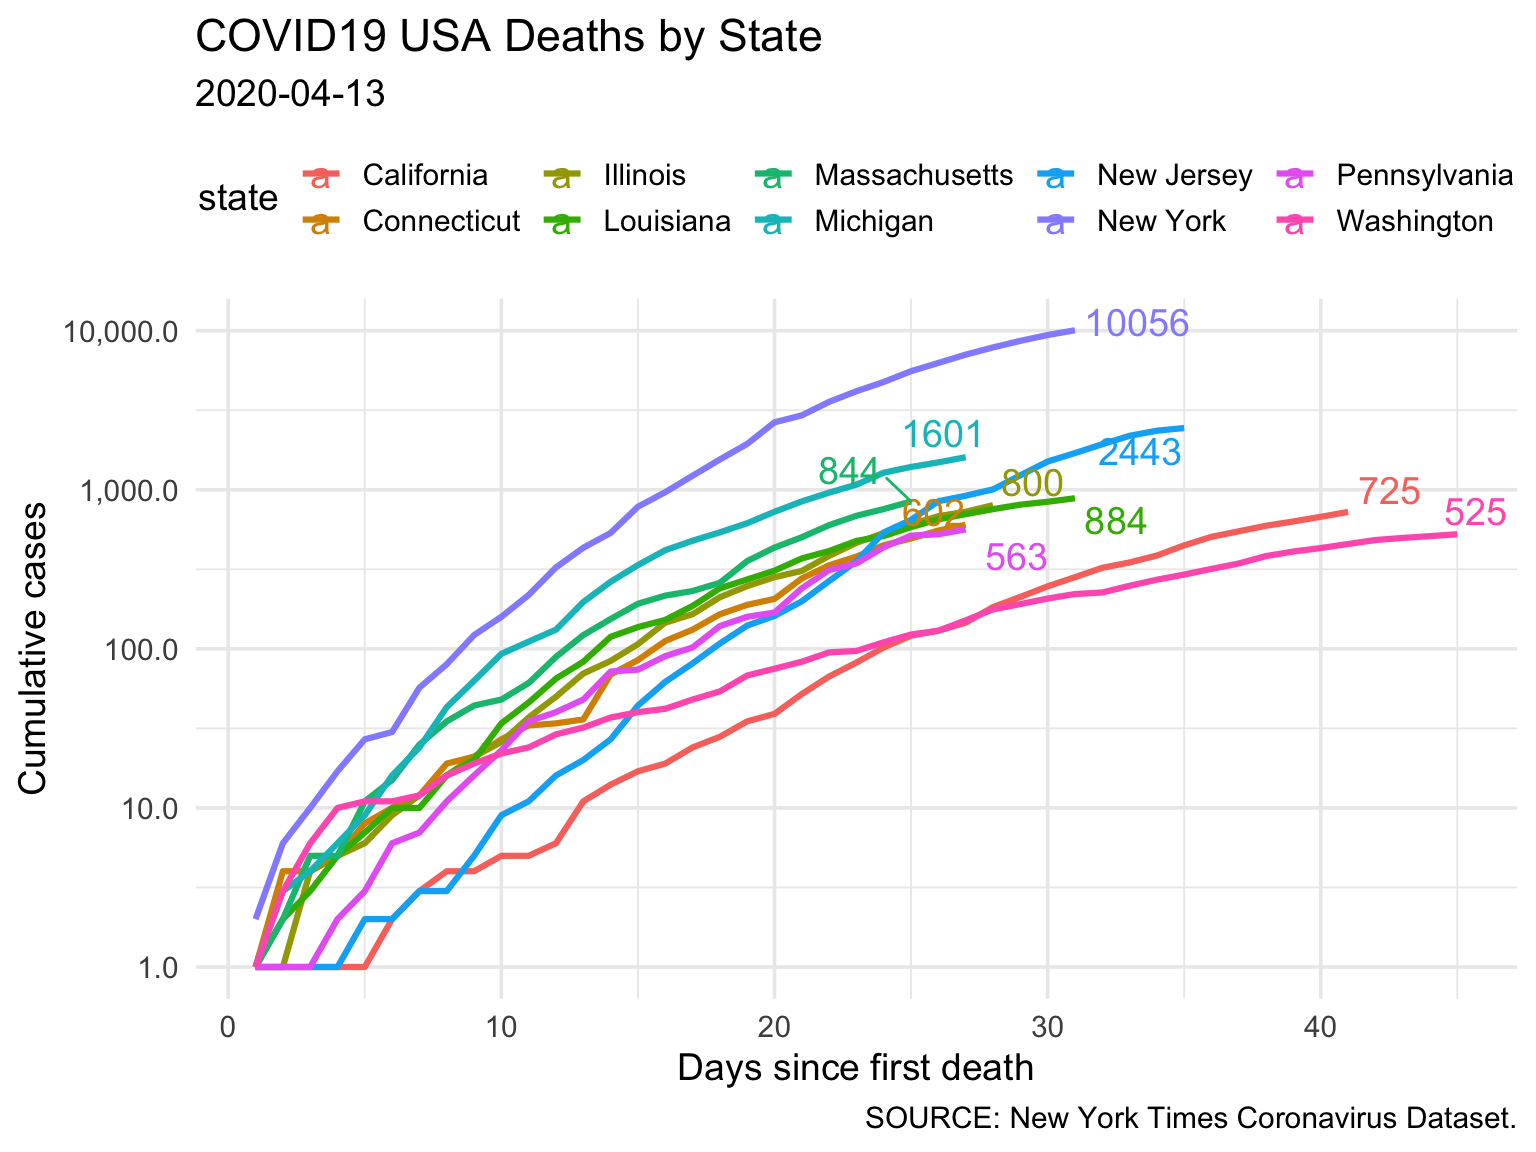 COVID19 USA Deaths by State
2020-04-13
state
a California a Illinois a Massachusetts a New Jersey a Pennsylvania
a Connecticut a Louisiana a Michigan a New York a Washington
10,000.0
1,000.0
100.0
10.0
1.0
Cumulative cases
10056
1601
2443
844
800
725
602
884
525
563
0 10 20 30 40
Days since first death
SOURCE: New York Times Coronavirus Dataset.